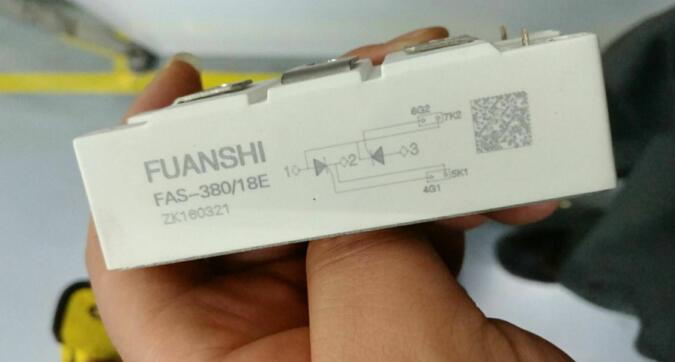 FUANSHI
FAS-380/18E
ZK160321
1
2
3
6G2
7K2
4G1
5K1